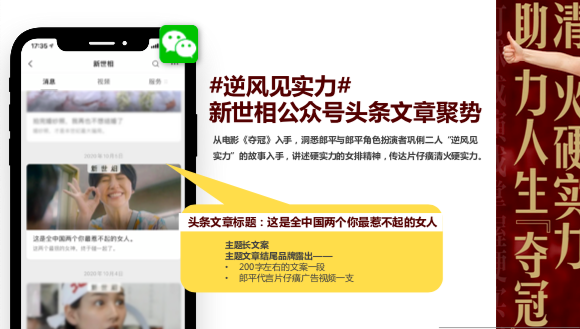 17:35
新世相
消息
视频
服务
新世相
这是全中国两个你最惹不起的女人。
#逆风见实力#
新世相公众号头条文章聚势
从电影《夺冠》入手，洞悉郎平与郎平角色扮演者巩俐二人“逆风见
实力”的故事入手，讲述硬实力的女排精神，传达片仔癀清火硬实力。
头条文章标题：这是全中国两个你最惹不起的女人
主题长文案
主题文章结尾品牌露出——
• 200字左右的文案一段
• 郎平代言片仔癀广告视频一支
清火硬实力
助力人生『夺冠